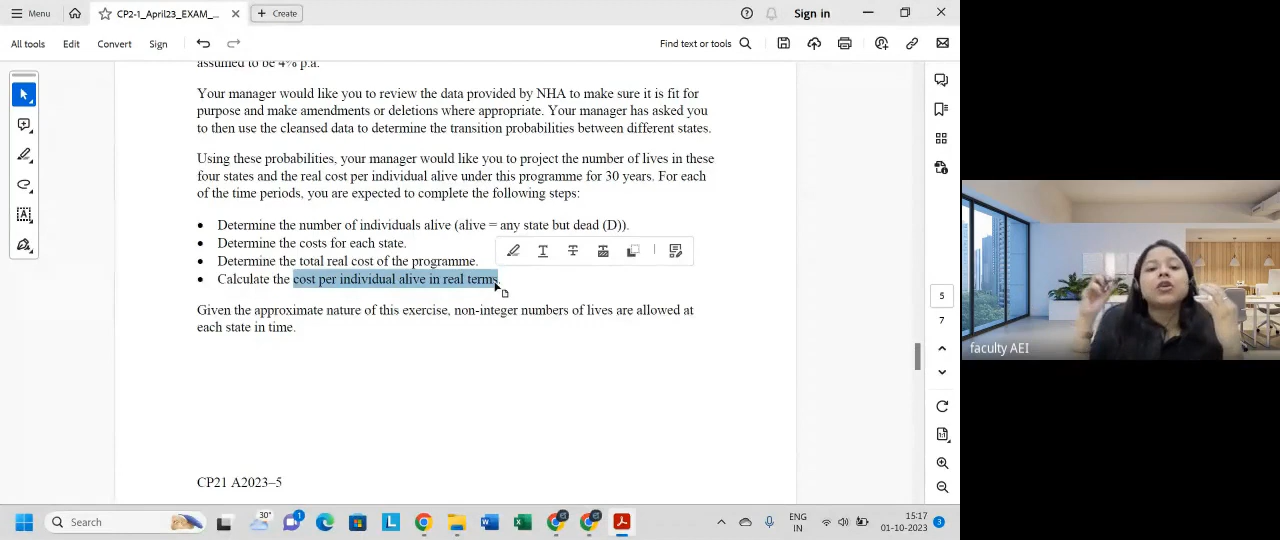 Menu
CP2-1_April23_EXAM_...
Create
Sign in
All tools
Edit
Convert
Sign
Find text or tools
assumed to be 4% p.a.
Your manager would like you to review the data provided by NHA to make sure it is fit for
purpose and make amendments or deletions where appropriate. Your manager has asked you
to then use the cleansed data to determine the transition probabilities between different states.
Using these probabilities, your manager would like you to project the number of lives in these
four states and the real cost per individual alive under this programme for 30 years. For each
of the time periods, you are expected to complete the following steps:
• Determine the number of individuals alive (alive = any state but dead (D)).
• Determine the costs for each state.
• Determine the total real cost of the programme.
• Calculate the cost per individual alive in real terms.
Given the approximate nature of this exercise, non-integer numbers of lives are allowed at
each state in time.
CP21 A2023–5
5
7
faculty AEI
30°
Search
1
ENG
IN
15:17
01-10-2023
3